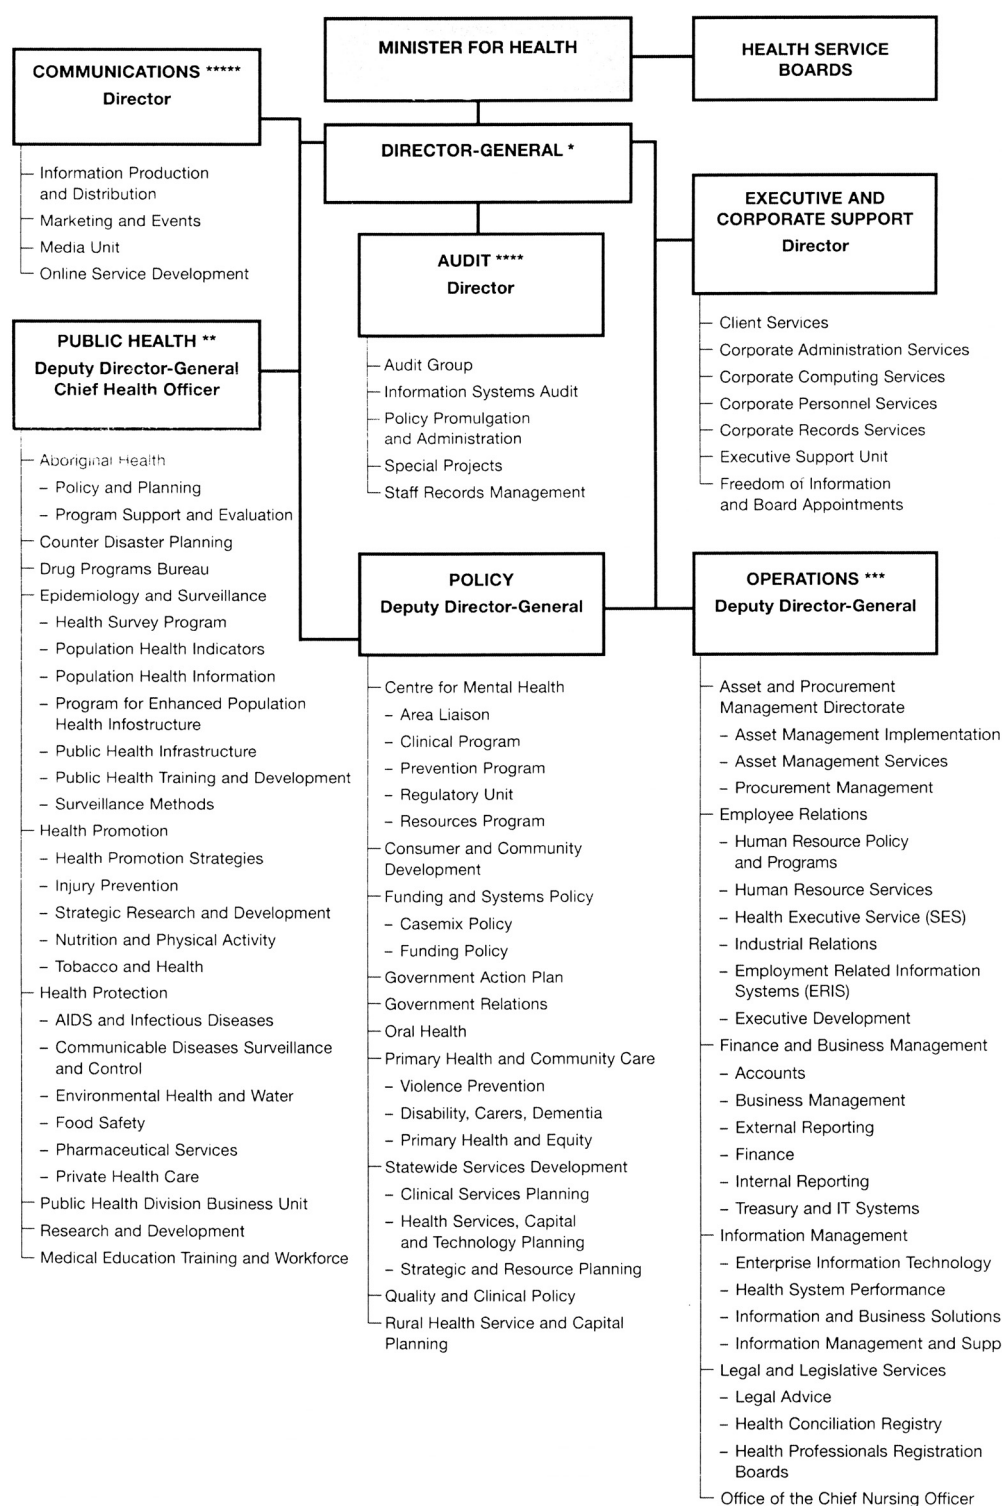 MINISTER FOR HEALTH
HEALTH SERVICE
BOARDS
COMMUNICATIONS *****
Director
Information Production
and Distribution
Marketing and Events
Media Unit
Online Service Development
DIRECTOR-GENERAL *
EXECUTIVE AND
CORPORATE SUPPORT
Director
Client Services
Corporate Administration Services
Corporate Computing Services
Corporate Personnel Services
Corporate Records Services
Executive Support Unit
Freedom of Information
and Board Appointments
AUDIT ****
Director
Audit Group
Information Systems Audit
Policy Promulgation
and Administration
Special Projects
Staff Records Management
PUBLIC HEALTH **
Deputy Director-General
Chief Health Officer
Aboriginal Health
– Policy and Planning
– Program Support and Evaluation
Counter Disaster Planning
Drug Programs Bureau
Epidemiology and Surveillance
– Health Survey Program
– Population Health Indicators
– Population Health Information
– Program for Enhanced Population
Health Infostructure
– Public Health Infrastructure
– Public Health Training and Development
– Surveillance Methods
Health Promotion
– Health Promotion Strategies
– Injury Prevention
– Strategic Research and Development
– Nutrition and Physical Activity
– Tobacco and Health
Health Protection
– AIDS and Infectious Diseases
– Communicable Diseases Surveillance
and Control
– Environmental Health and Water
– Food Safety
– Pharmaceutical Services
– Private Health Care
Public Health Division Business Unit
Research and Development
Medical Education Training and Workforce
POLICY
Deputy Director-General
Centre for Mental Health
– Area Liaison
– Clinical Program
– Prevention Program
– Regulatory Unit
– Resources Program
Consumer and Community
Development
Funding and Systems Policy
– Casemix Policy
– Funding Policy
Government Action Plan
Government Relations
Oral Health
Primary Health and Community Care
– Violence Prevention
– Disability, Carers, Dementia
– Primary Health and Equity
Statewide Services Development
– Clinical Services Planning
– Health Services, Capital
and Technology Planning
– Strategic and Resource Planning
Quality and Clinical Policy
Rural Health Service and Capital
Planning
OPERATIONS ***
Deputy Director-General
Asset and Procurement
Management Directorate
– Asset Management Implementation
– Asset Management Services
– Procurement Management
Employee Relations
– Human Resource Policy
and Programs
– Human Resource Services
– Health Executive Service (SES)
– Industrial Relations
– Employment Related Information
Systems (ERIS)
– Executive Development
Finance and Business Management
– Accounts
– Business Management
– External Reporting
– Finance
– Internal Reporting
– Treasury and IT Systems
Information Management
– Enterprise Information Technology
– Health System Performance
– Information and Business Solutions
– Information Management and Supp
Legal and Legislative Services
– Legal Advice
– Health Conciliation Registry
– Health Professionals Registration
Boards
Office of the Chief Nursing Officer